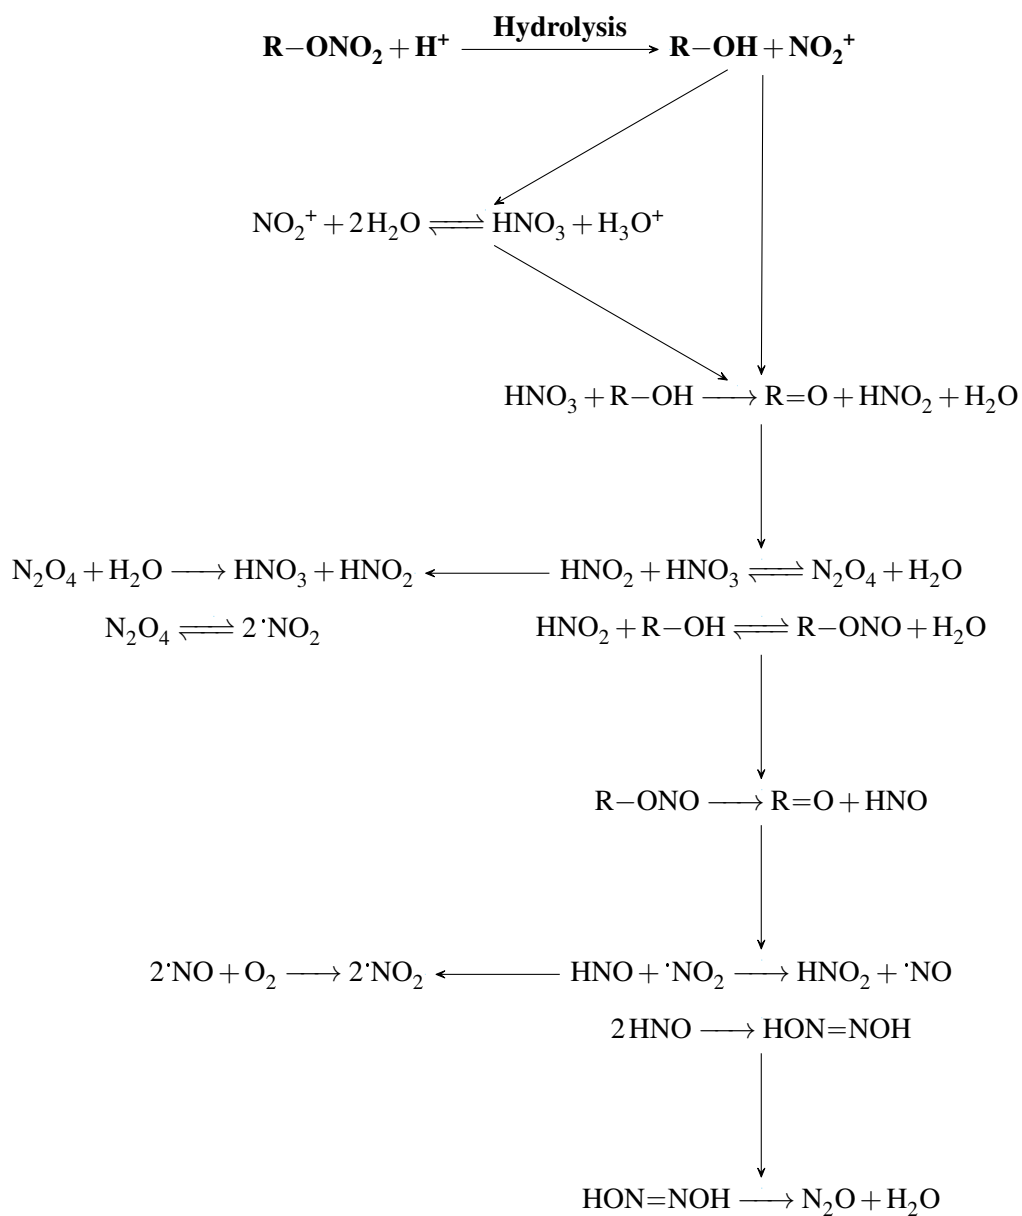 Hydrolysis
R−ONO₂ + H⁺ ⟶ R−OH + NO₂⁺
NO₂⁺ + 2 H₂O ⇌ HNO₃ + H₃O⁺
HNO₃ + R−OH ⟶ R=O + HNO₂ + H₂O
N₂O₄ + H₂O ⟶ HNO₃ + HNO₂
HNO₂ + HNO₃ ⇌ N₂O₄ + H₂O
N₂O₄ ⇌ 2 ˙NO₂
HNO₂ + R−OH ⇌ R−ONO + H₂O
R−ONO ⟶ R=O + HNO
2 ˙NO + O₂ ⟶ 2 ˙NO₂
HNO + ˙NO₂ ⟶ HNO₂ + ˙NO
2 HNO ⟶ HON=NOH
HON=NOH ⟶ N₂O + H₂O